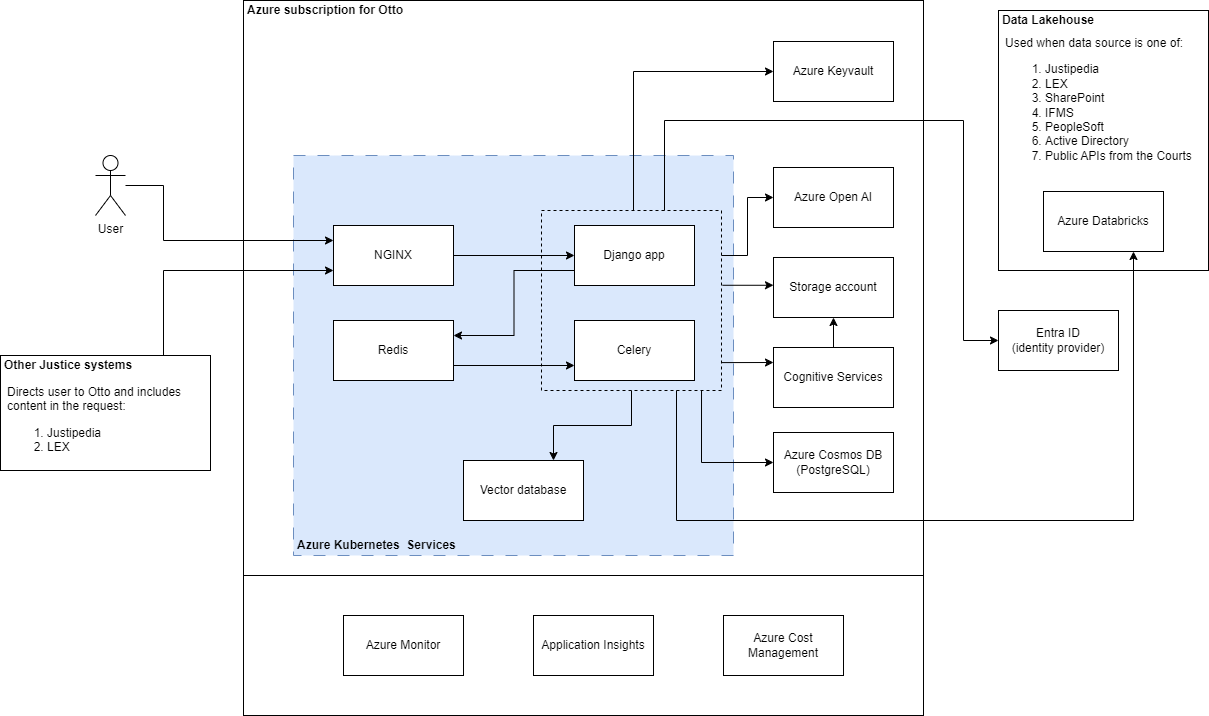 Azure subscription for Otto
Data Lakehouse
Used when data source is one of:
1. Justipedia
2. LEX
3. SharePoint
4. IFMS
5. PeopleSoft
6. Active Directory
7. Public APIs from the Courts
Azure Databricks
Azure Keyvault
Azure Open AI
User
NGINX
Django app
Storage account
Redis
Celery
Cognitive Services
Entra ID
(identity provider)
Other Justice systems
Directs user to Otto and includes
content in the request:
1. Justipedia
2. LEX
Vector database
Azure Cosmos DB
(PostgreSQL)
Azure Kubernetes  Services
Azure Monitor
Application Insights
Azure Cost
Management